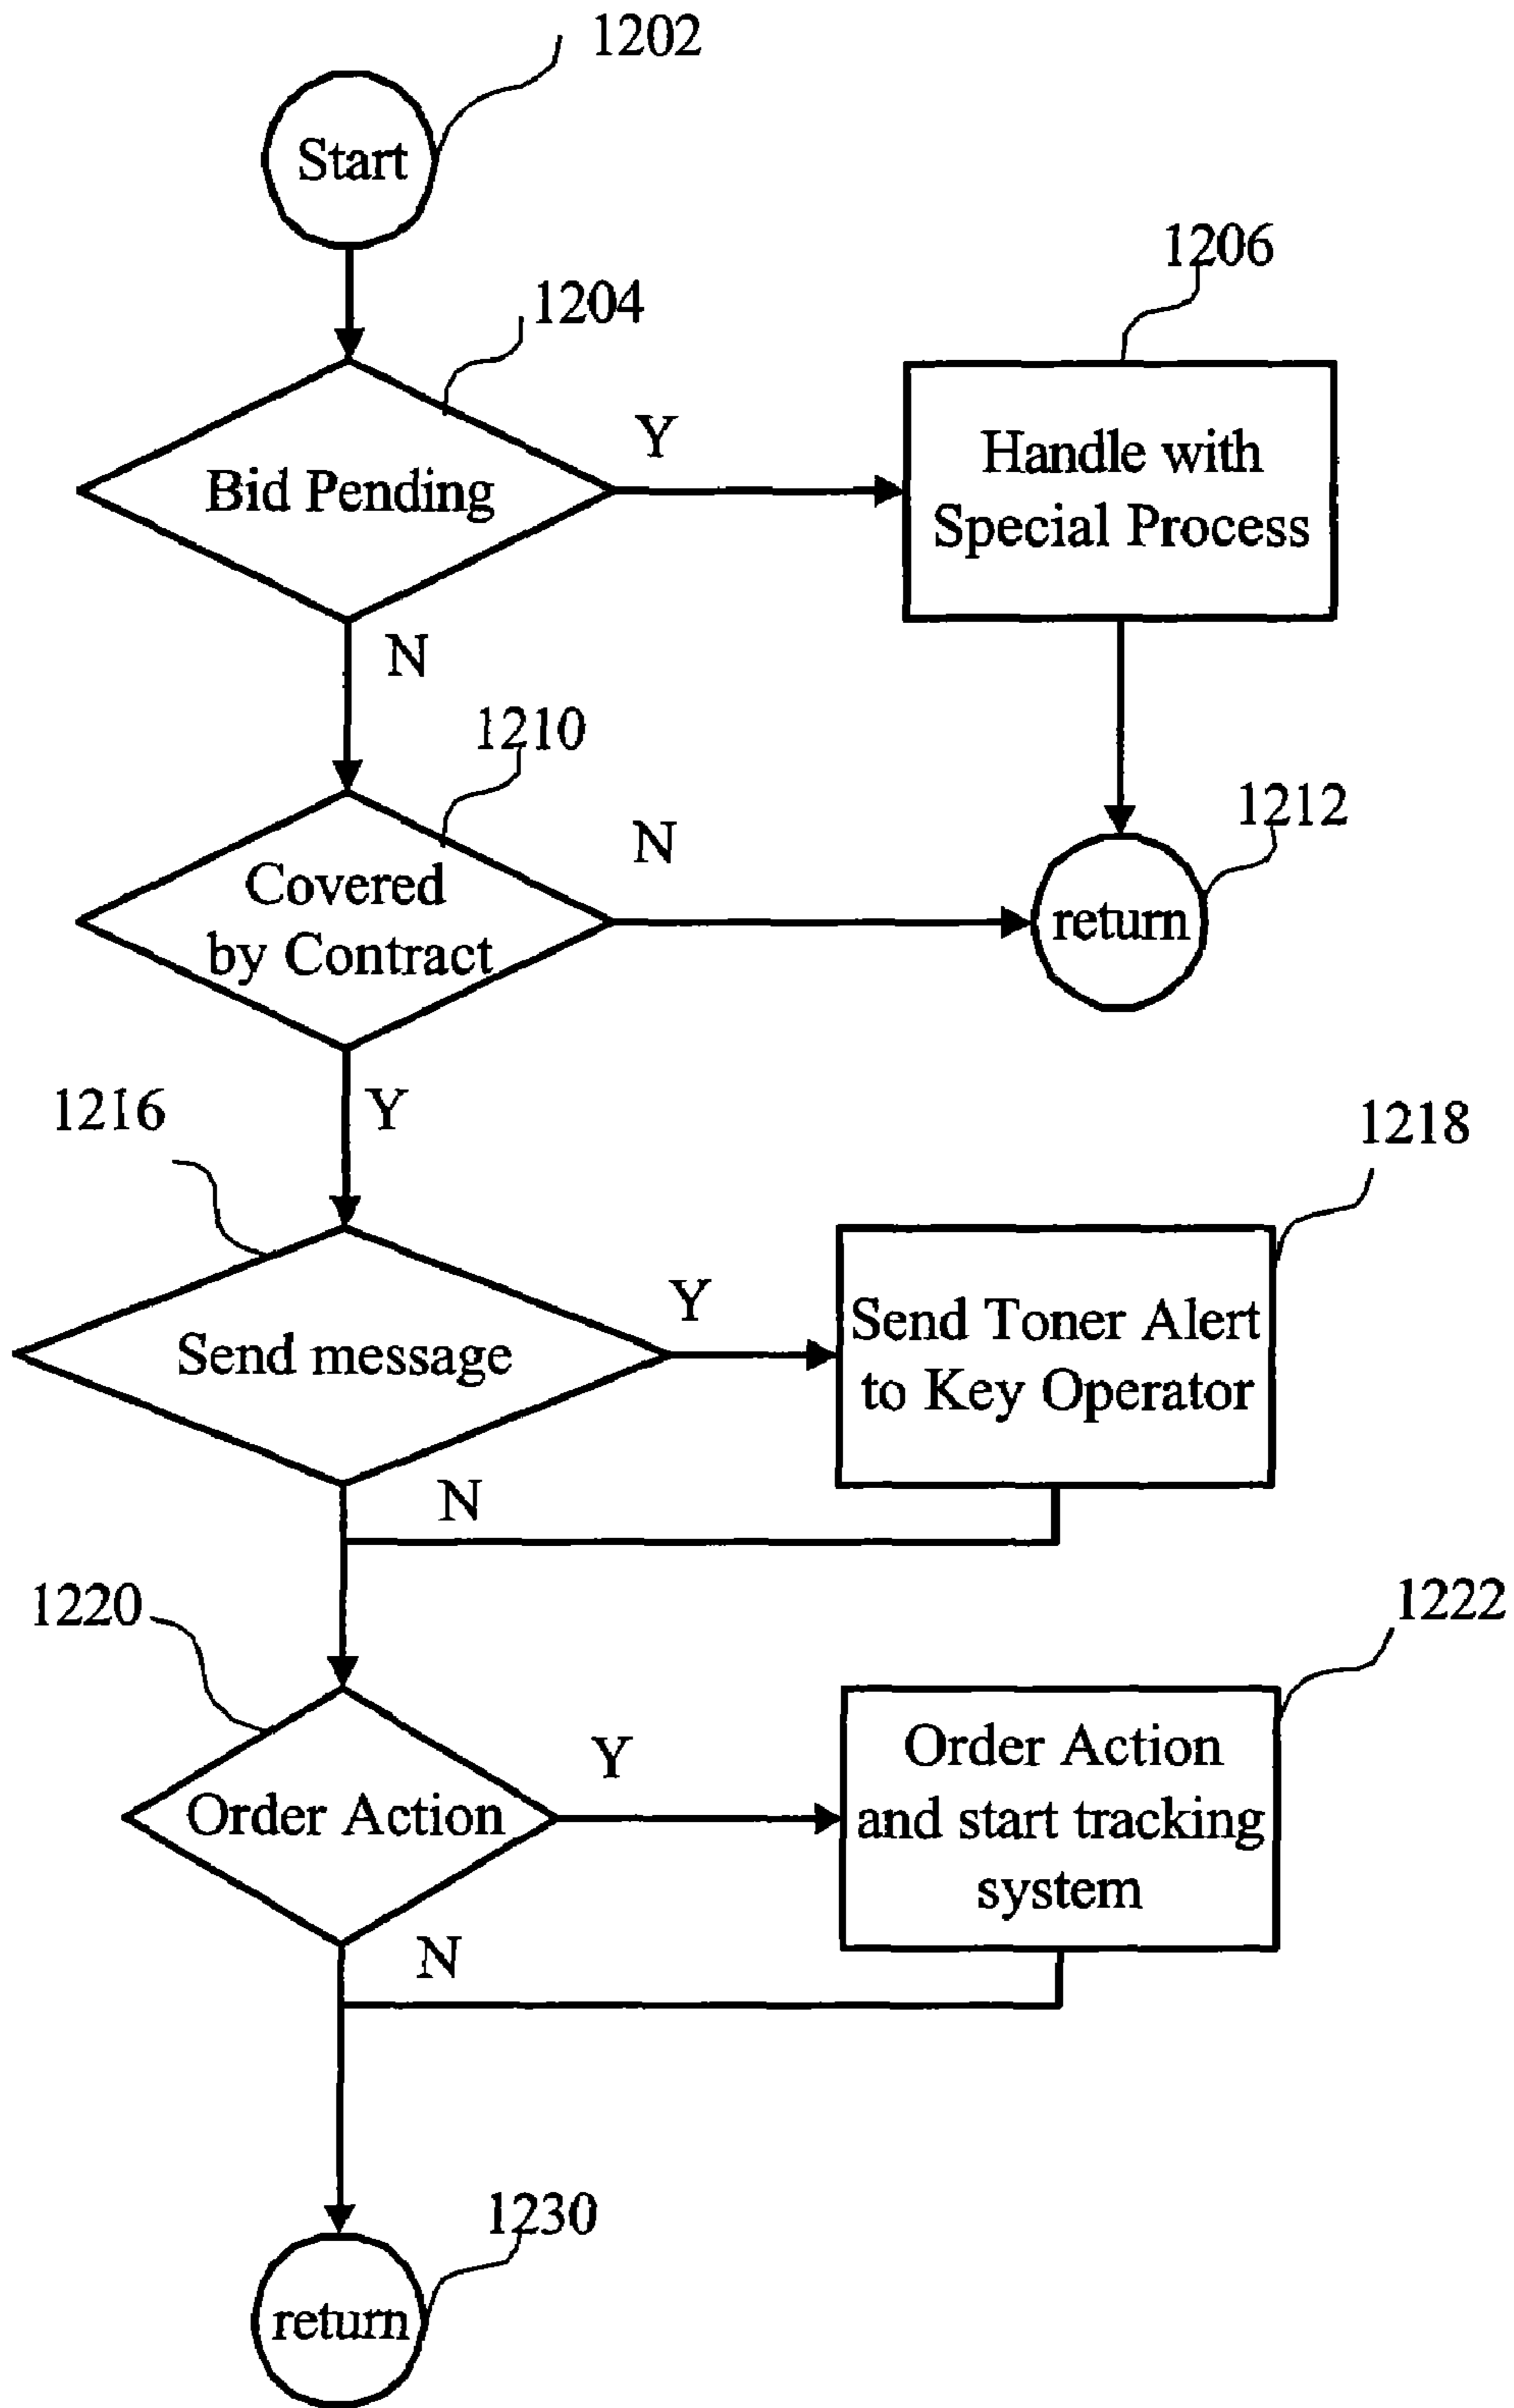 1202
Start
1206
1204
Y
Handle with
Special Process
Bid Pending
N
1210
1212
N
Covered
by Contract
return
1216
Y
1218
Y
Send Toner Alert
to Key Operator
Send message
N
1220
1222
Y
Order Action
and start tracking
system
Order Action
N
1230
return